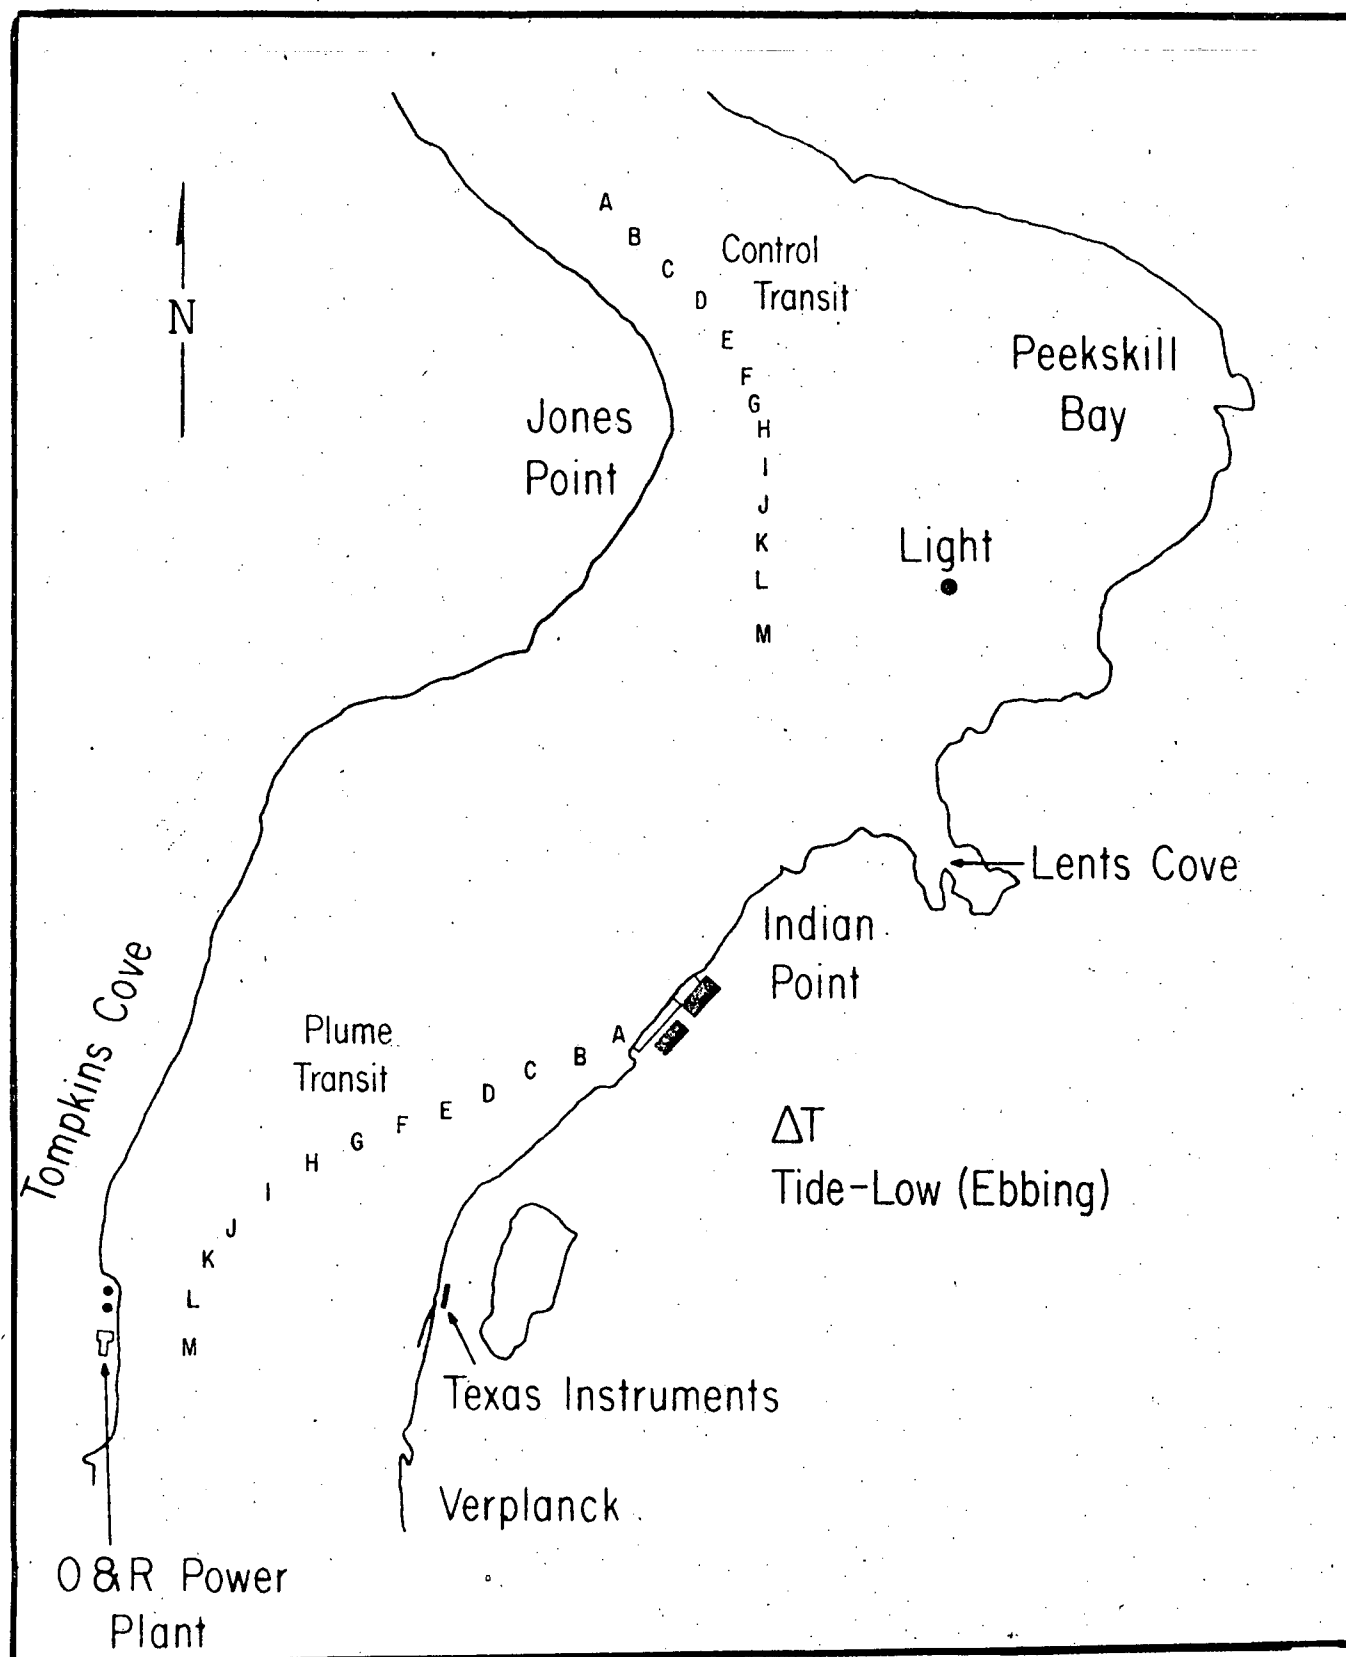 A
B
C
D
E
F
G
H
I
J
K
L
M
Control
Transit
N
Peekskill
Bay
Jones
Point
Light
Lents Cove
Indian
Point
Tompkins Cove
Plume
Transit
A
B
C
D
E
F
G
H
I
J
K
L
M
ΔT
Tide-Low (Ebbing)
Texas Instruments
Verplanck
O & R Power
Plant